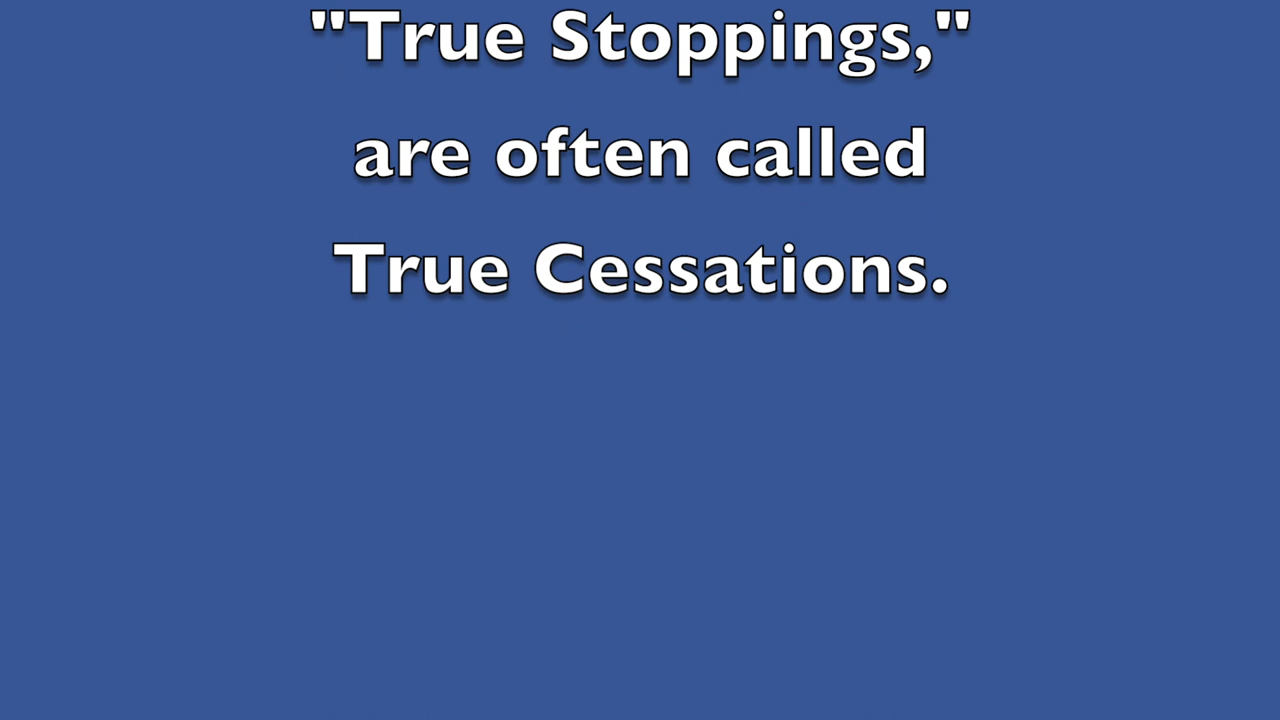 "True Stoppings,"
are often called
True Cessations.